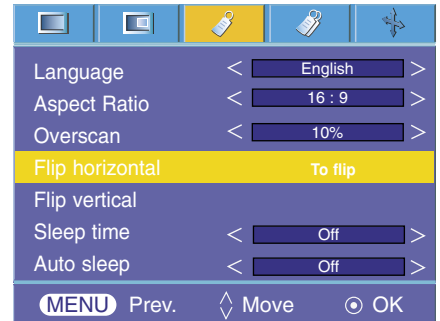 Language < English >
Aspect Ratio < 16 : 9 >
Overscan < 10% >
Flip horizontal To flip
Flip vertical
Sleep time < Off >
Auto sleep < Off >
MENU Prev. Move OK